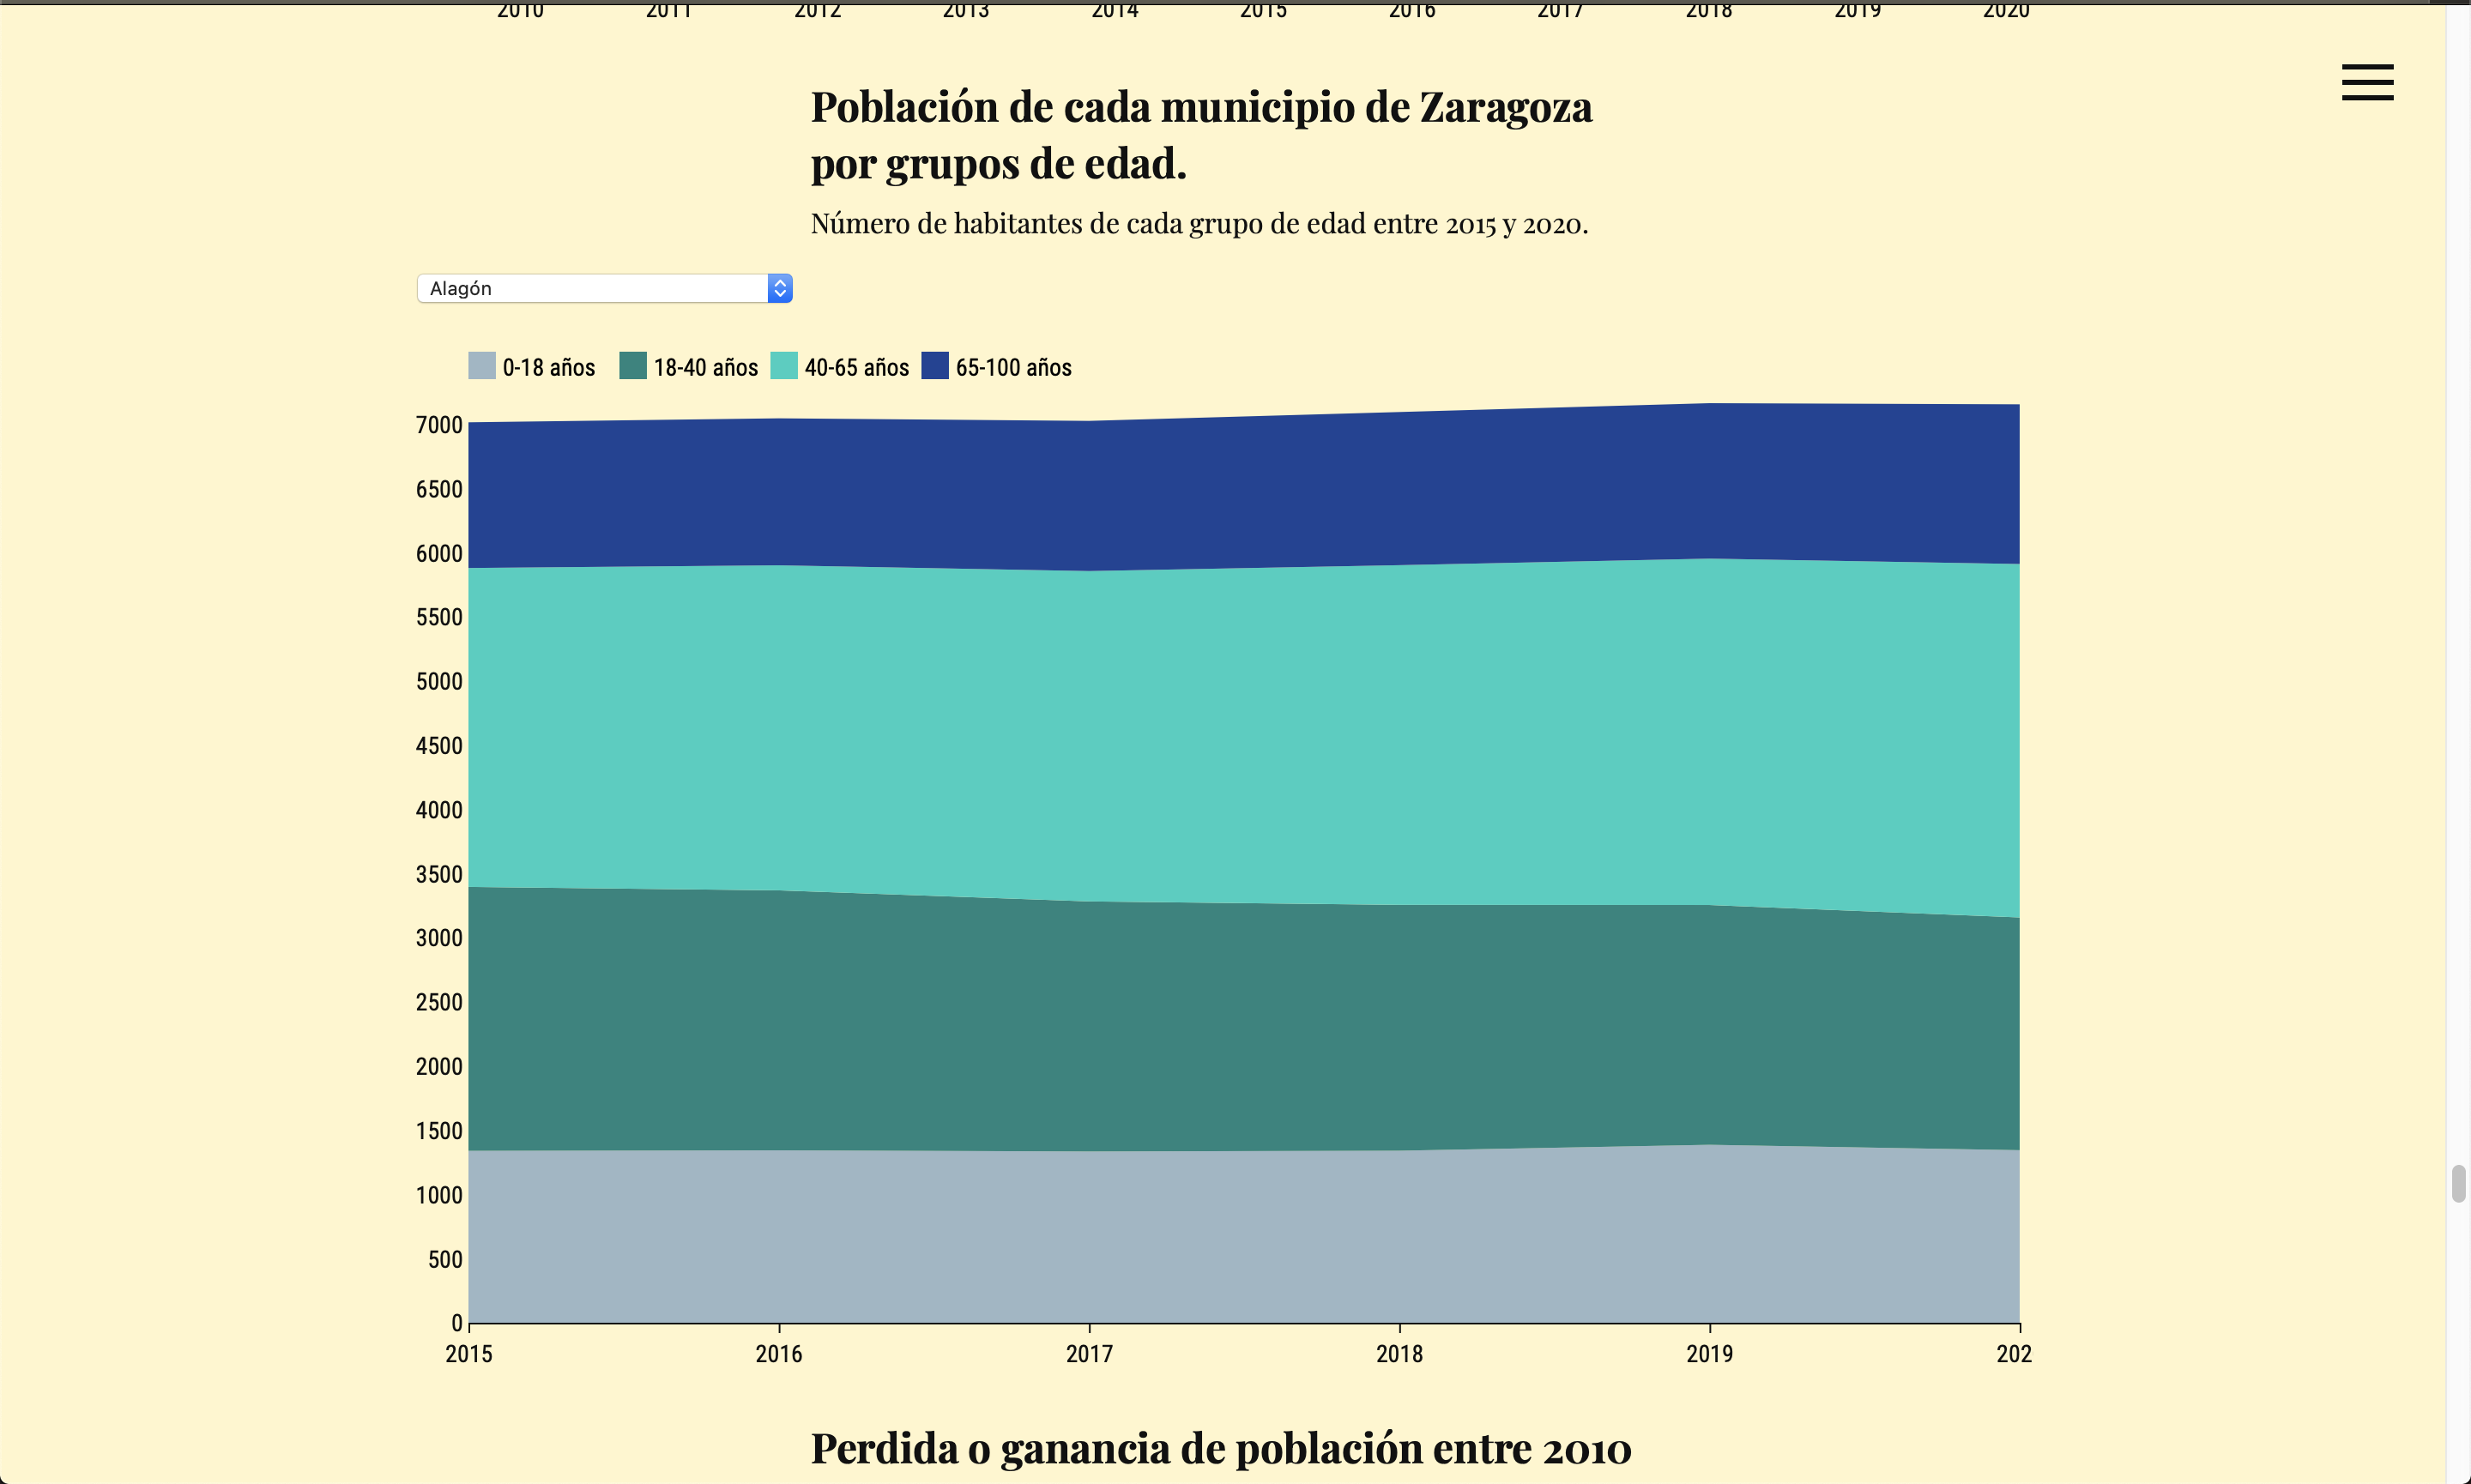 2010 2011 2012 2013 2014 2015 2016 2017 2018 2019 2020
Población de cada municipio de Zaragoza
por grupos de edad.
Número de habitantes de cada grupo de edad entre 2015 y 2020.
Alagón
0-18 años 18-40 años 40-65 años 65-100 años
7000
6500
6000
5500
5000
4500
4000
3500
3000
2500
2000
1500
1000
500
0
2015 2016 2017 2018 2019 202
Perdida o ganancia de población entre 2010